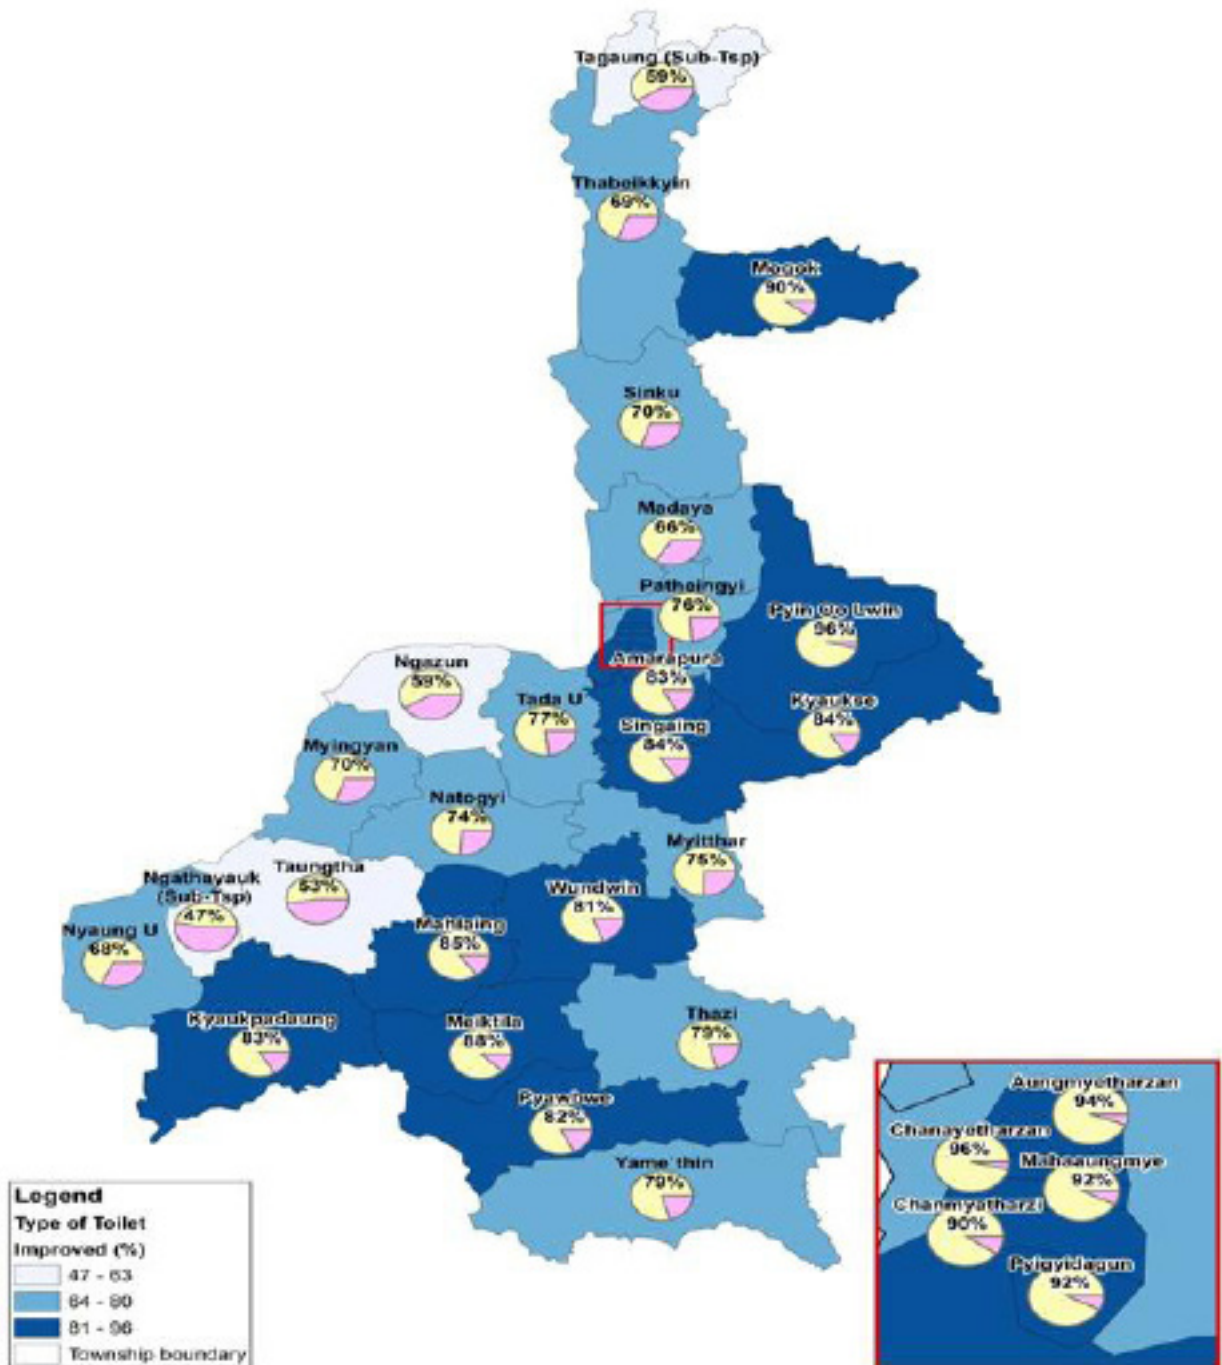 Tagaung (Sub-Tsp)
59%
Thabeikkyin
69%
Mogok
90%
Sinku
70%
Madaya
66%
Patheingyi
76%
Pyin Oo Lwin
96%
Amarapura
83%
Kyaukse
84%
Singaing
84%
Ngazun
59%
Tada U
77%
Myingyan
70%
Natogyi
74%
Myitthar
75%
Taungtha
53%
Ngathayauk
(Sub-Tsp)
47%
Wundwin
81%
Nyaung U
68%
Mahlaing
85%
Kyaukpadaung
83%
Meiktila
88%
Thazi
79%
Pyawbwe
82%
Yame'thin
79%
Aungmyetharzan
94%
Chanayetharzan
96%
Mahaaungmye
92%
Chanmyatharzi
90%
Pyigyidagun
92%
Legend
Type of Toilet
Improved (%)
47 - 63
64 - 80
81 - 96
Township boundary